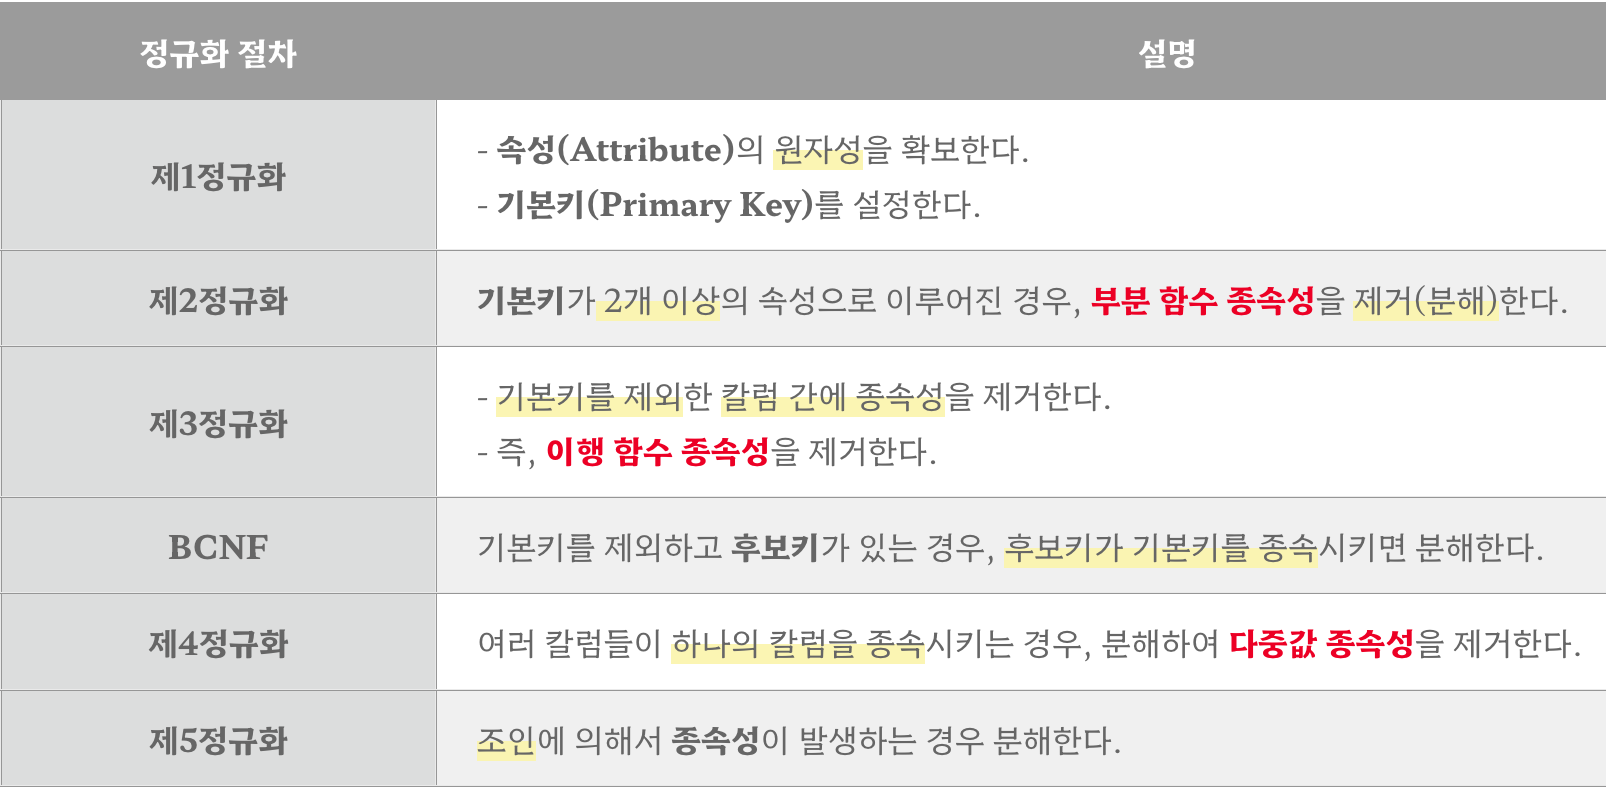 정규화 절차
설명
제1정규화
- 속성(Attribute)의 원자성을 확보한다.
- 기본키(Primary Key)를 설정한다.
제2정규화
기본키가 2개 이상의 속성으로 이루어진 경우, 부분 함수 종속성을 제거(분해)한다.
제3정규화
- 기본키를 제외한 칼럼 간에 종속성을 제거한다.
- 즉, 이행 함수 종속성을 제거한다.
BCNF
기본키를 제외하고 후보키가 있는 경우, 후보키가 기본키를 종속시키면 분해한다.
제4정규화
여러 칼럼들이 하나의 칼럼을 종속시키는 경우, 분해하여 다중값 종속성을 제거한다.
제5정규화
조인에 의해서 종속성이 발생하는 경우 분해한다.